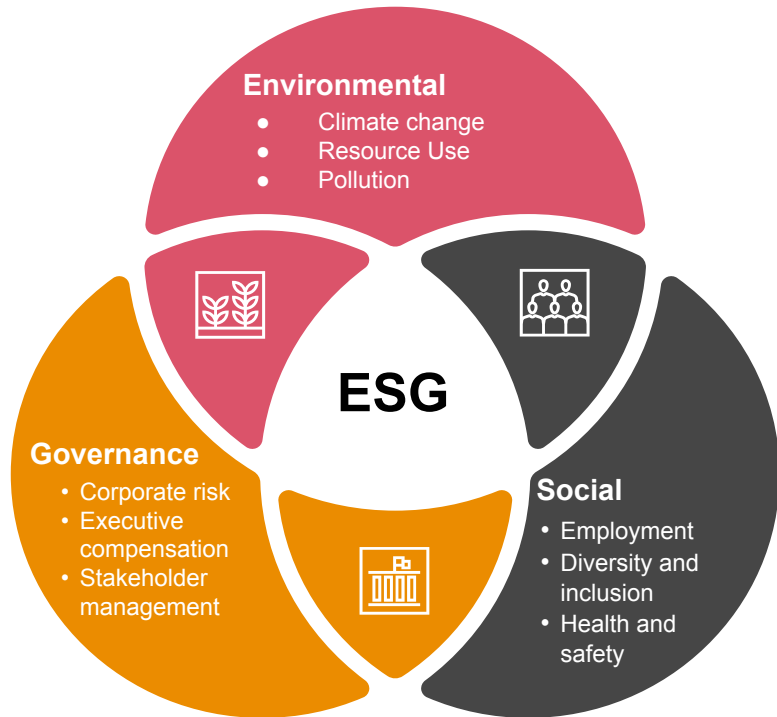 Environmental
● Climate change
● Resource Use
● Pollution
ESG
Governance
• Corporate risk
• Executive
compensation
• Stakeholder
management
Social
• Employment
• Diversity and
inclusion
• Health and
safety